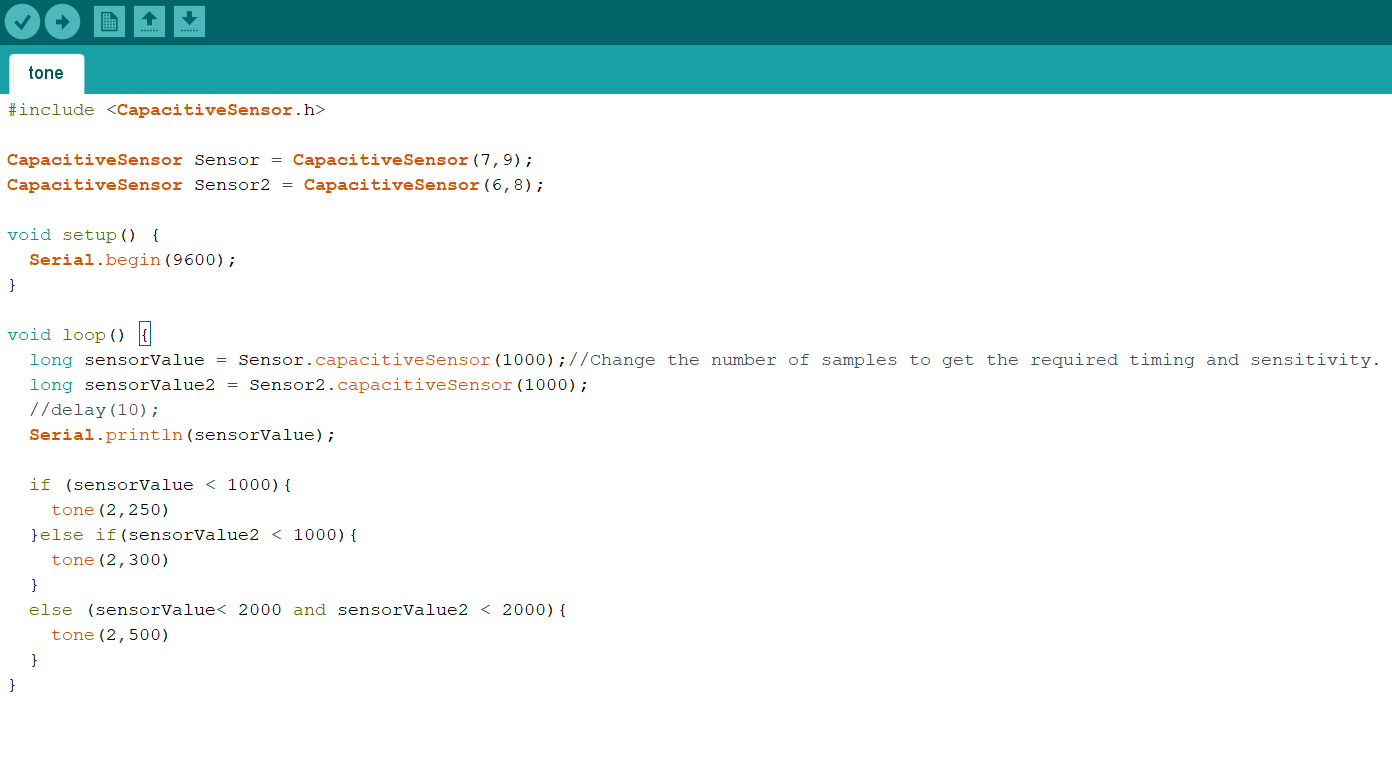 tone
#include <CapacitiveSensor.h>
CapacitiveSensor Sensor = CapacitiveSensor(7,9);
CapacitiveSensor Sensor2 = CapacitiveSensor(6,8);
void setup() {
Serial.begin(9600);
}
void loop() {
long sensorValue = Sensor.capacitiveSensor(1000);//Change the number of samples to get the required timing and sensitivity.
long sensorValue2 = Sensor2.capacitiveSensor(1000);
//delay(10);
Serial.println(sensorValue);
if (sensorValue < 1000){
tone(2,250)
}else if(sensorValue2 < 1000){
tone(2,300)
}
else (sensorValue< 2000 and sensorValue2 < 2000){
tone(2,500)
}
}